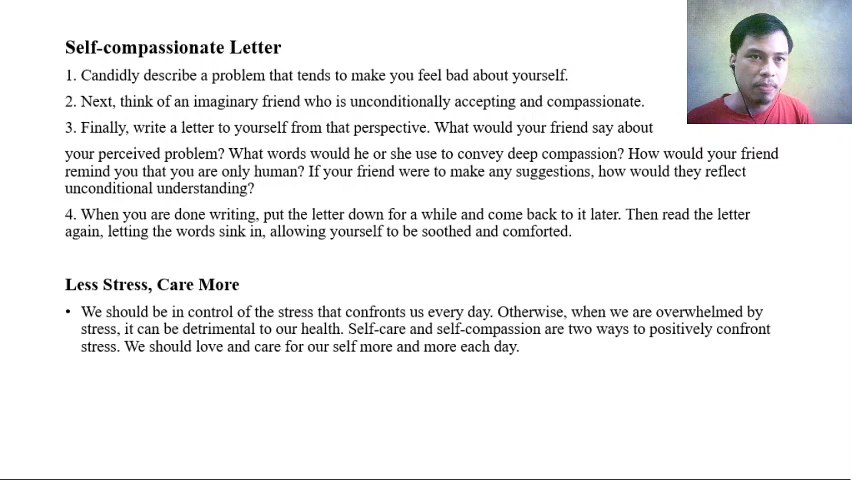 Self-compassionate Letter
1. Candidly describe a problem that tends to make you feel bad about yourself.
2. Next, think of an imaginary friend who is unconditionally accepting and compassionate.
3. Finally, write a letter to yourself from that perspective. What would your friend say about
your perceived problem? What words would he or she use to convey deep compassion? How would your friend
remind you that you are only human? If your friend were to make any suggestions, how would they reflect
unconditional understanding?
4. When you are done writing, put the letter down for a while and come back to it later. Then read the letter
again, letting the words sink in, allowing yourself to be soothed and comforted.
Less Stress, Care More
• We should be in control of the stress that confronts us every day. Otherwise, when we are overwhelmed by
stress, it can be detrimental to our health. Self-care and self-compassion are two ways to positively confront
stress. We should love and care for our self more and more each day.